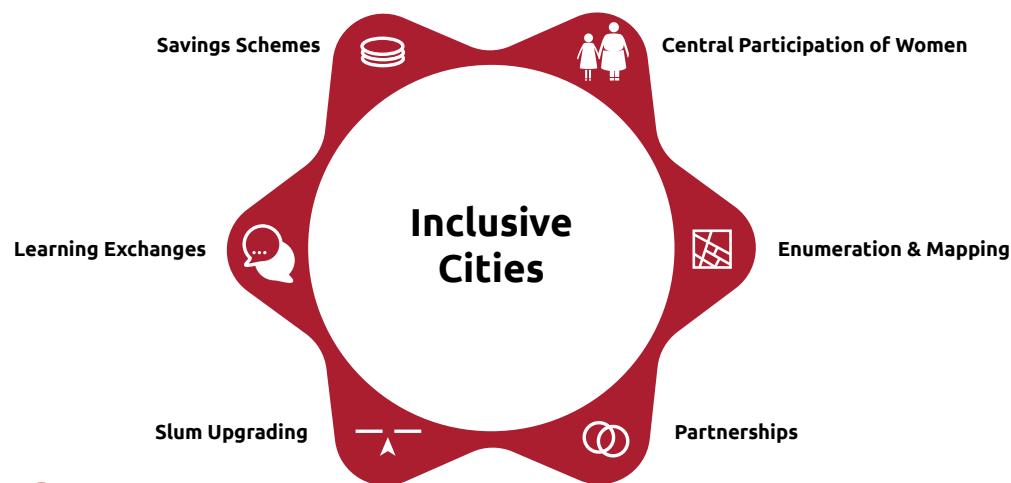 Savings Schemes
Central Participation of Women
Inclusive
Cities
Learning Exchanges
Enumeration & Mapping
Slum Upgrading
Partnerships